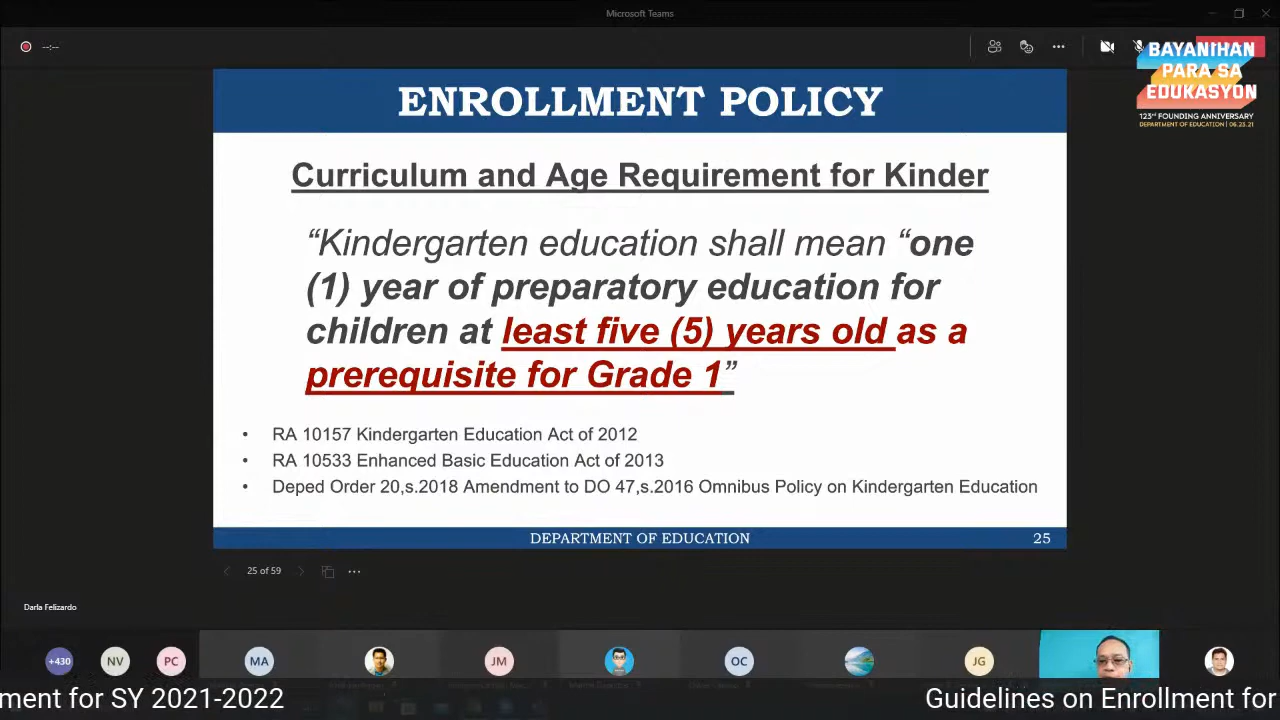 Microsoft Teams
--:--
BAYANIHAN
PARA SA
EDUKASYON
123rd FOUNDING ANNIVERSARY
DEPARTMENT OF EDUCATION | 06.23.21
ENROLLMENT POLICY
Curriculum and Age Requirement for Kinder
“Kindergarten education shall mean “one
(1) year of preparatory education for
children at least five (5) years old as a
prerequisite for Grade 1”
• RA 10157 Kindergarten Education Act of 2012
• RA 10533 Enhanced Basic Education Act of 2013
• Deped Order 20,s.2018 Amendment to DO 47,s.2016 Omnibus Policy on Kindergarten Education
DEPARTMENT OF EDUCATION 25
25 of 59
Darla Felizardo
+430 NV PC MA JM OC JG
ment for SY 2021-2022 Guidelines on Enrollment for